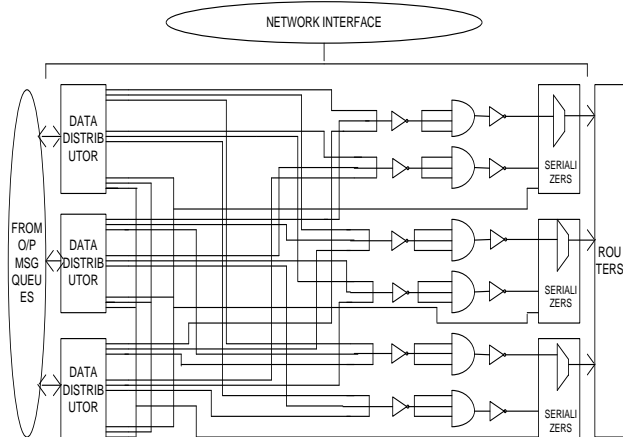 NETWORK INTERFACE
DATA
DISTRIB
UTOR
SERIALI
ZERS
FROM
O/P
MSG
QUEU
ES
DATA
DISTRIB
UTOR
SERIALI
ZERS
ROU
TERS
DATA
DISTRIB
UTOR
SERIALI
ZERS